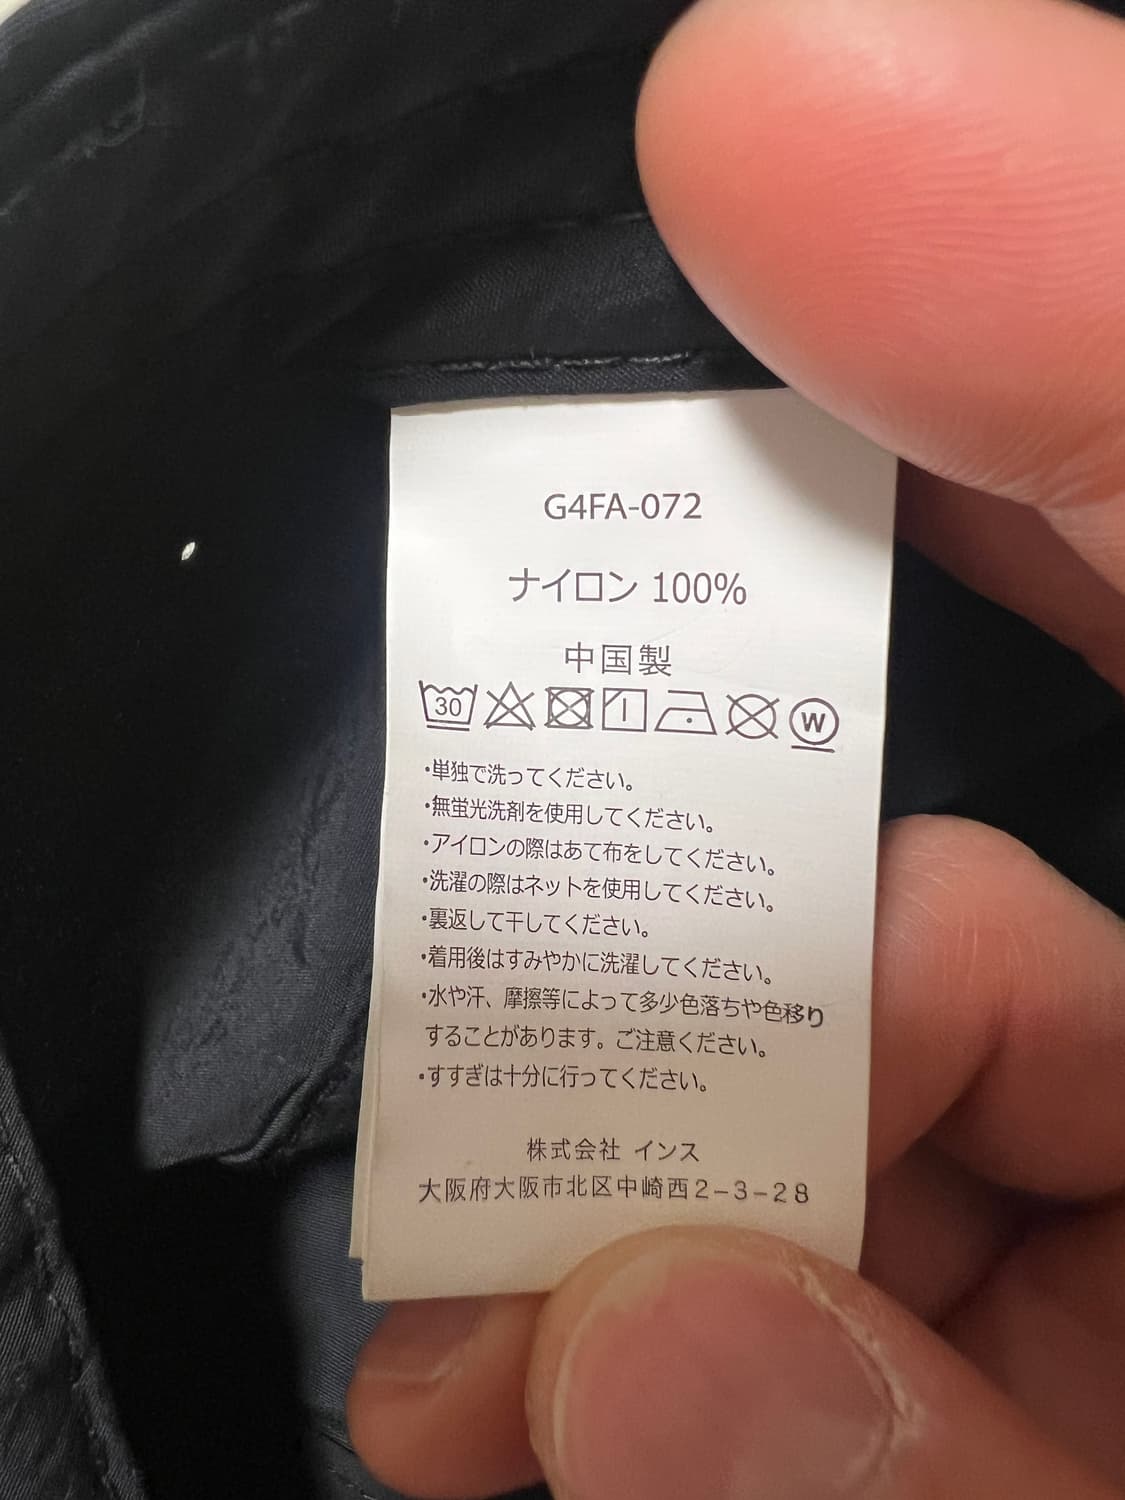 G4FA-072
ナイロン 100%
中国製
30 W
・単独で洗ってください。
・無蛍光洗剤を使用してください。
・アイロンの際はあて布をしてください。
・洗濯の際はネットを使用してください。
・裏返して干してください。
・着用後はすみやかに洗濯してください。
・水や汗、摩擦等によって多少色落ちや色移り
することがあります。ご注意ください。
・すすぎは十分に行ってください。
株式会社 インス
大阪府大阪市北区中崎西2-3-28